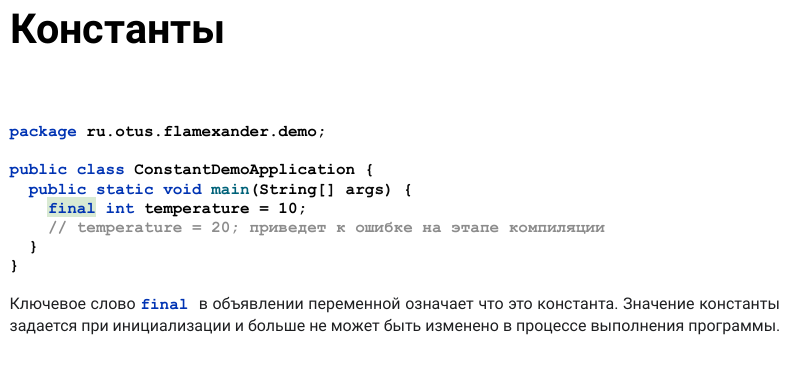 Константы
package ru.otus.flamexander.demo;
public class ConstantDemoApplication {
public static void main(String[] args) {
final int temperature = 10;
// temperature = 20; приведет к ошибке на этапе компиляции
}
}
Ключевое слово final в объявлении переменной означает что это константа. Значение константы
задается при инициализации и больше не может быть изменено в процессе выполнения программы.